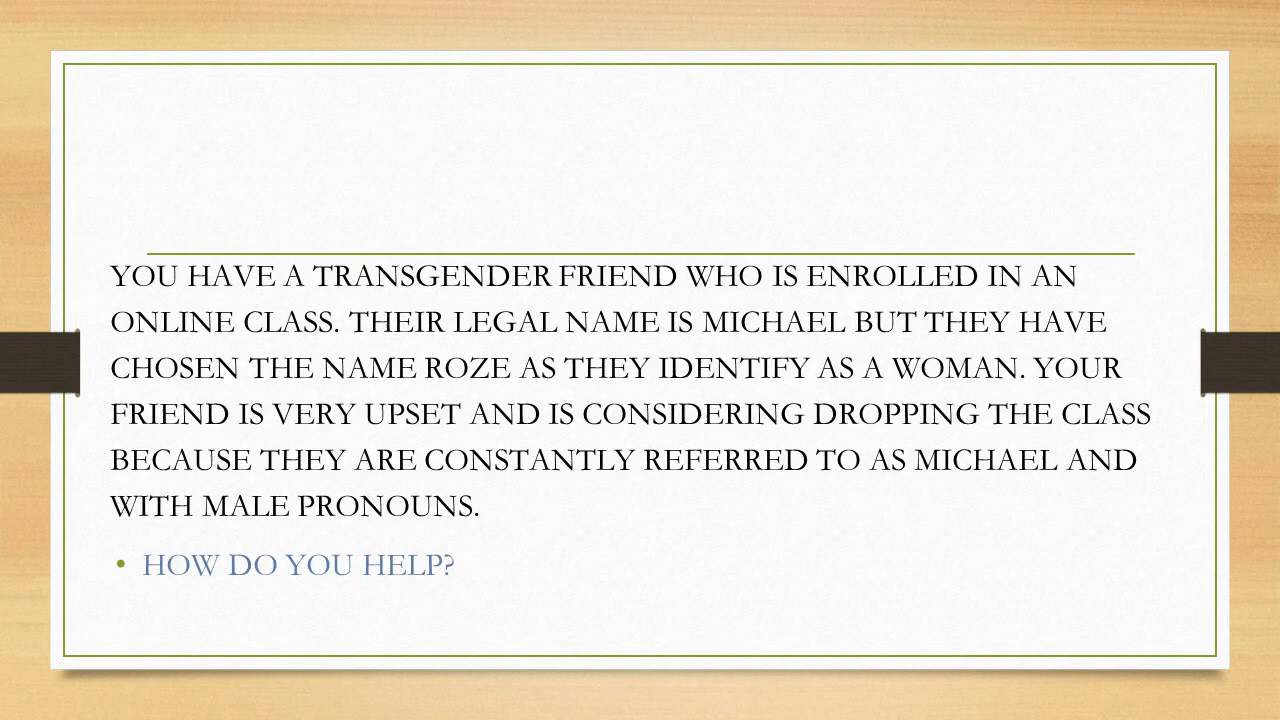 YOU HAVE A TRANSGENDER FRIEND WHO IS ENROLLED IN AN
ONLINE CLASS. THEIR LEGAL NAME IS MICHAEL BUT THEY HAVE
CHOSEN THE NAME ROZE AS THEY IDENTIFY AS A WOMAN. YOUR
FRIEND IS VERY UPSET AND IS CONSIDERING DROPPING THE CLASS
BECAUSE THEY ARE CONSTANTLY REFERRED TO AS MICHAEL AND
WITH MALE PRONOUNS.
• HOW DO YOU HELP?